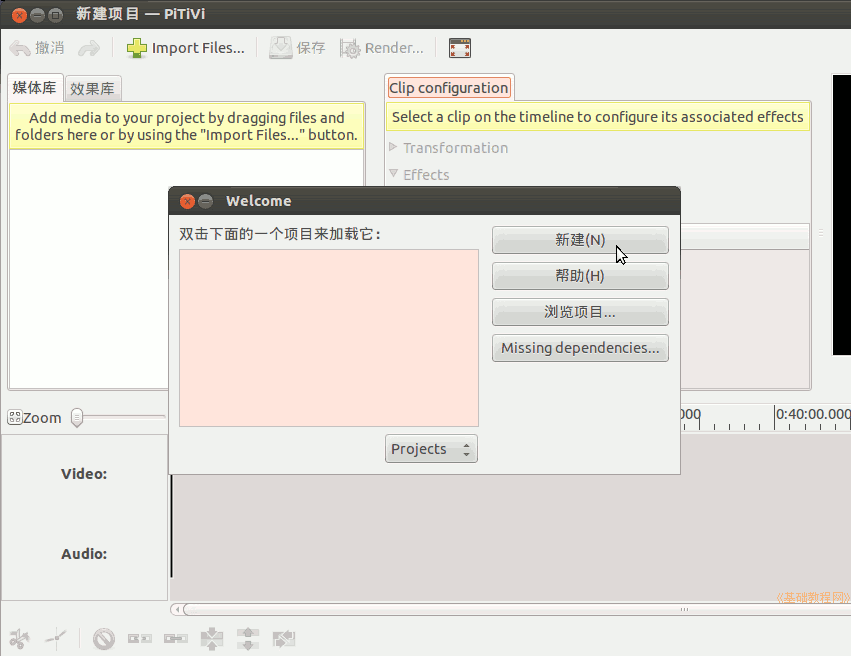 新建项目 — PiTiVi
撤消 Import Files... 保存 Render...
媒体库 效果库
Add media to your project by dragging files and
folders here or by using the "Import Files..." button.
Clip configuration
Select a clip on the timeline to configure its associated effects
Transformation
Effects
Welcome
双击下面的一个项目来加载它：
新建(N)
帮助(H)
浏览项目...
Missing dependencies...
Projects
Zoom
000 0:40:00.000
Video:
Audio:
《基础教程网》